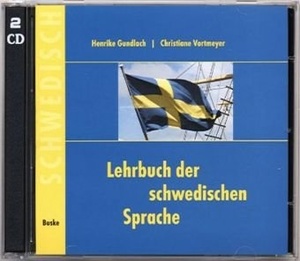 2
CD
SCHWEDISCH
Henrike Gundlach | Christiane Vortmeyer
Lehrbuch der
schwedischen
Sprache
Buske